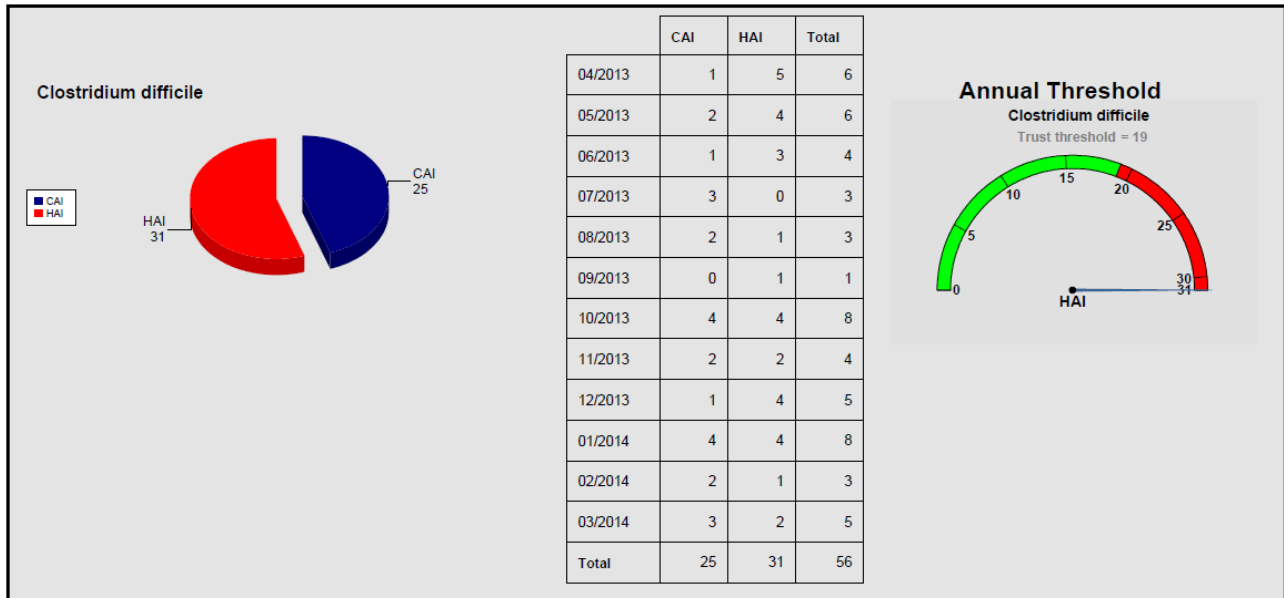 Clostridium difficile
CAI
HAI
CAI
25
HAI
31
CAI HAI Total
04/2013 1 5 6
05/2013 2 4 6
06/2013 1 3 4
07/2013 3 0 3
08/2013 2 1 3
09/2013 0 1 1
10/2013 4 4 8
11/2013 2 2 4
12/2013 1 4 5
01/2014 4 4 8
02/2014 2 1 3
03/2014 3 2 5
Total 25 31 56
Annual Threshold
Clostridium difficile
Trust threshold = 19
0
5
10
15
20
25
30
31
HAI